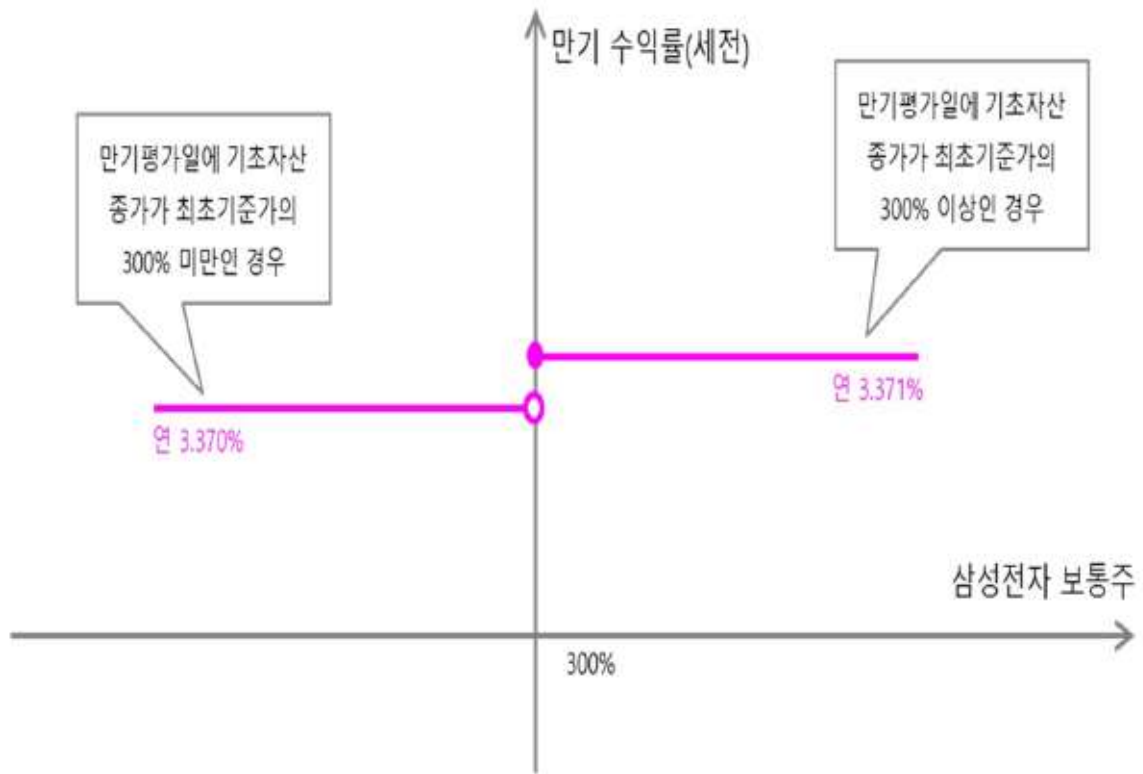 만기 수익률(세전)
만기평가일에 기초자산
종가가 최초기준가의
300% 미만인 경우
만기평가일에 기초자산
종가가 최초기준가의
300% 이상인 경우
연 3.370%
연 3.371%
삼성전자 보통주
300%